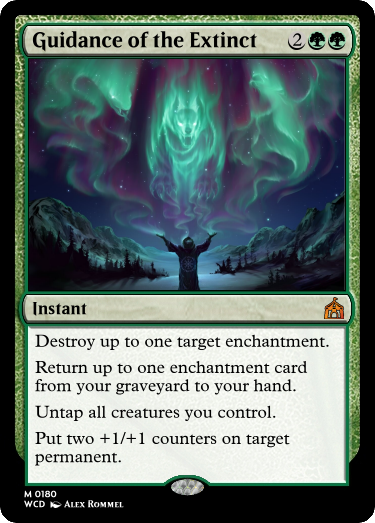 Guidance of the Extinct 2
Instant
Destroy up to one target enchantment.
Return up to one enchantment card
from your graveyard to your hand.
Untap all creatures you control.
Put two +1/+1 counters on target
permanent.
M 0180
WCD Alex Rommel